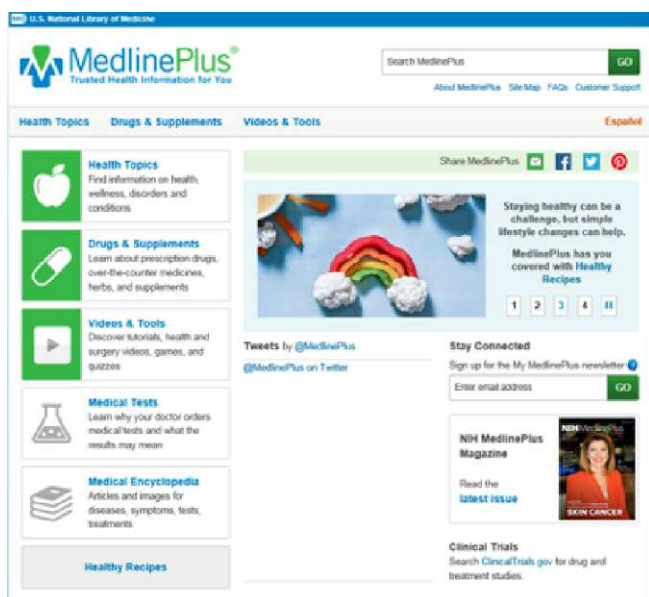 NIH U.S. National Library of Medicine
MedlinePlus®
Trusted Health Information for You
Search MedlinePlus
GO
About MedlinePlus Site Map FAQs Customer Support
Health Topics Drugs & Supplements Videos & Tools Español
Health Topics
Find information on health,
wellness, disorders and
conditions
Drugs & Supplements
Learn about prescription drugs,
over-the-counter medicines,
herbs, and supplements
Videos & Tools
Discover tutorials, health and
surgery videos, games, and
quizzes
Medical Tests
Learn why your doctor orders
medical tests and what the
results may mean
Medical Encyclopedia
Articles and images for
diseases, symptoms, tests,
treatments
Healthy Recipes
Share MedlinePlus
Staying healthy can be a
challenge, but simple
lifestyle changes can help.
MedlinePlus has you
covered with Healthy
Recipes
1 2 3 4
Tweets by @MedlinePlus
@MedlinePlus on Twitter
Stay Connected
Sign up for the My MedlinePlus newsletter
Enter email address
GO
NIH MedlinePlus
Magazine
Read the
latest issue
NIH MedlinePlus
SKIN CANCER
Clinical Trials
Search ClinicalTrials.gov for drug and
treatment studies.